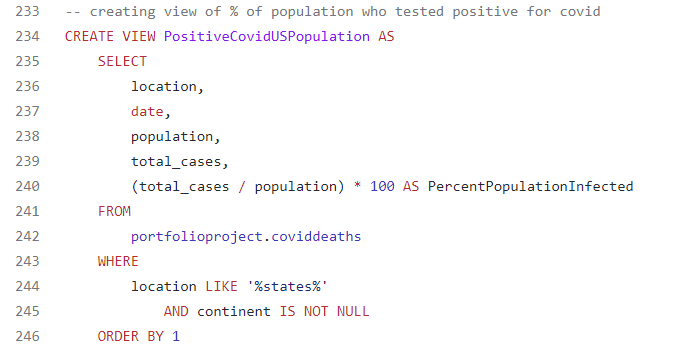 233 -- creating view of % of population who tested positive for covid
234 CREATE VIEW PositiveCovidUSPopulation AS
235 SELECT
236 location,
237 date,
238 population,
239 total_cases,
240 (total_cases / population) * 100 AS PercentPopulationInfected
241 FROM
242 portfolioproject.coviddeaths
243 WHERE
244 location LIKE '%states%'
245 AND continent IS NOT NULL
246 ORDER BY 1